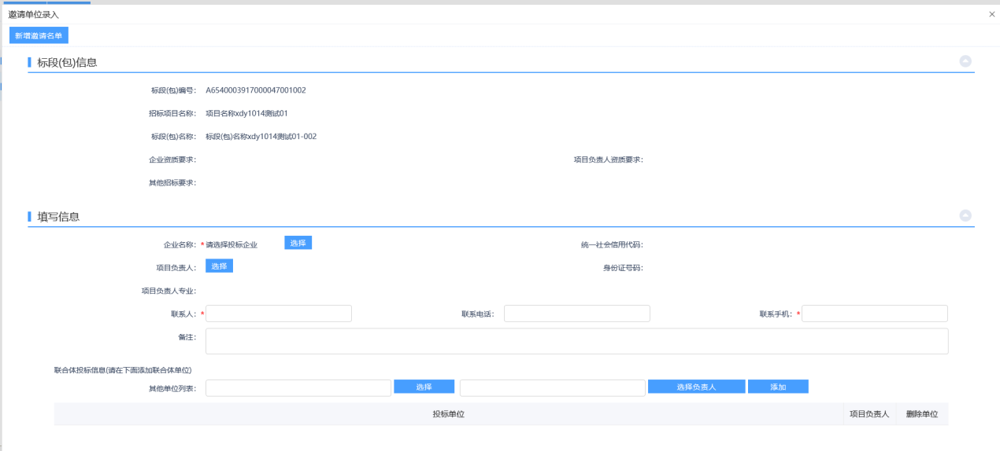 邀请单位录入
新增邀请名单
标段(包)信息
标段(包)编号： A6540003917000047001002
招标项目名称： 项目名称xdy1014测试01
标段(包)名称： 标段(包)名称xdy1014测试01-002
企业资质要求： 项目负责人资质要求：
其他招标要求：
填写信息
企业名称： * 请选择投标企业 选择 统一社会信用代码：
项目负责人： 选择 身份证号码：
项目负责人专业：
联系人： * 联系电话： 联系手机： *
备注：
联合体投标信息(请在下面添加联合体单位)
其他单位列表： 选择 选择负责人 添加
投标单位 项目负责人 删除单位